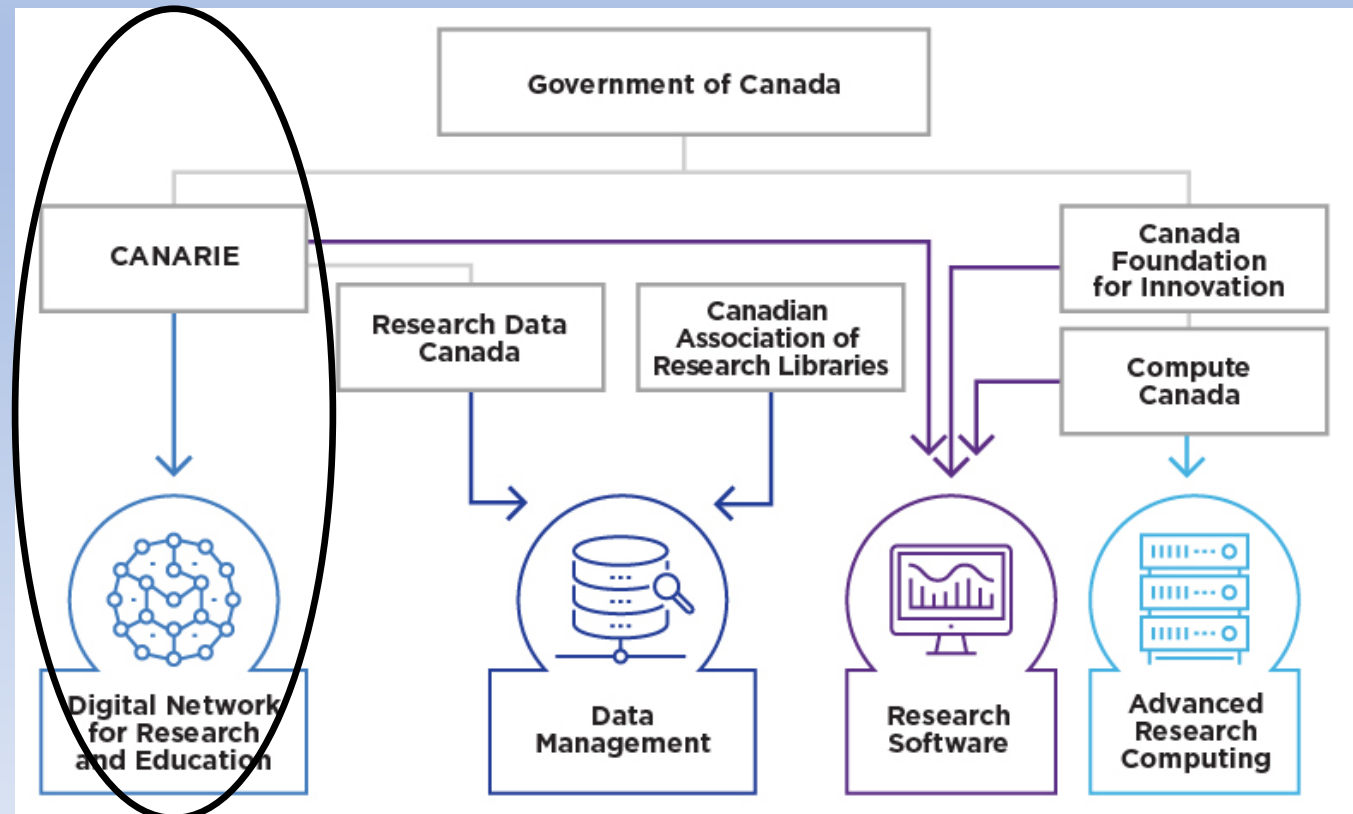 Government of Canada
CANARIE
Canada
Foundation
for Innovation
Research Data
Canada
Canadian
Association of
Research Libraries
Compute
Canada
Digital Network
for Research
and Education
Data
Management
Research
Software
Advanced
Research
Computing